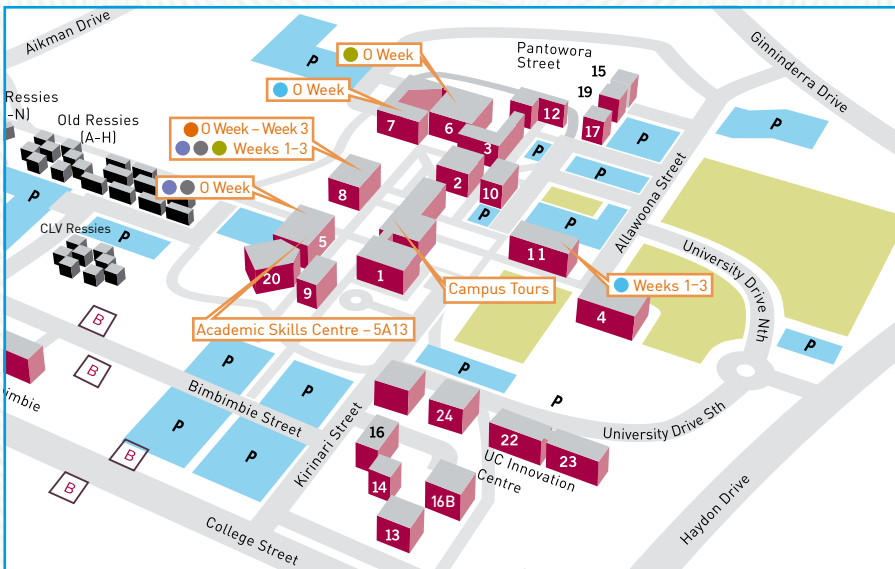 Aikman Drive
Pantowora
Street
Ginninderra Drive
O Week
P
15
O Week
19
Ressies
–N)
Old Ressies
(A–H)
7
6
12
17
P
P
O Week – Week 3
Weeks 1–3
3
P
P
2
10
8
O Week
P
P
P
P
Allawoona Street
CLV Ressies
P
5
11
University Drive Nth
20
9
1
Campus Tours
Weeks 1–3
4
Academic Skills Centre – 5A13
B
P
P
P
B
imbie
Bimbimbie Street
P
P
24
P
University Drive Sth
P
Kirinari Street
16
22
23
UC Innovation
Centre
B
P
14
16B
B
13
College Street
Haydon Drive